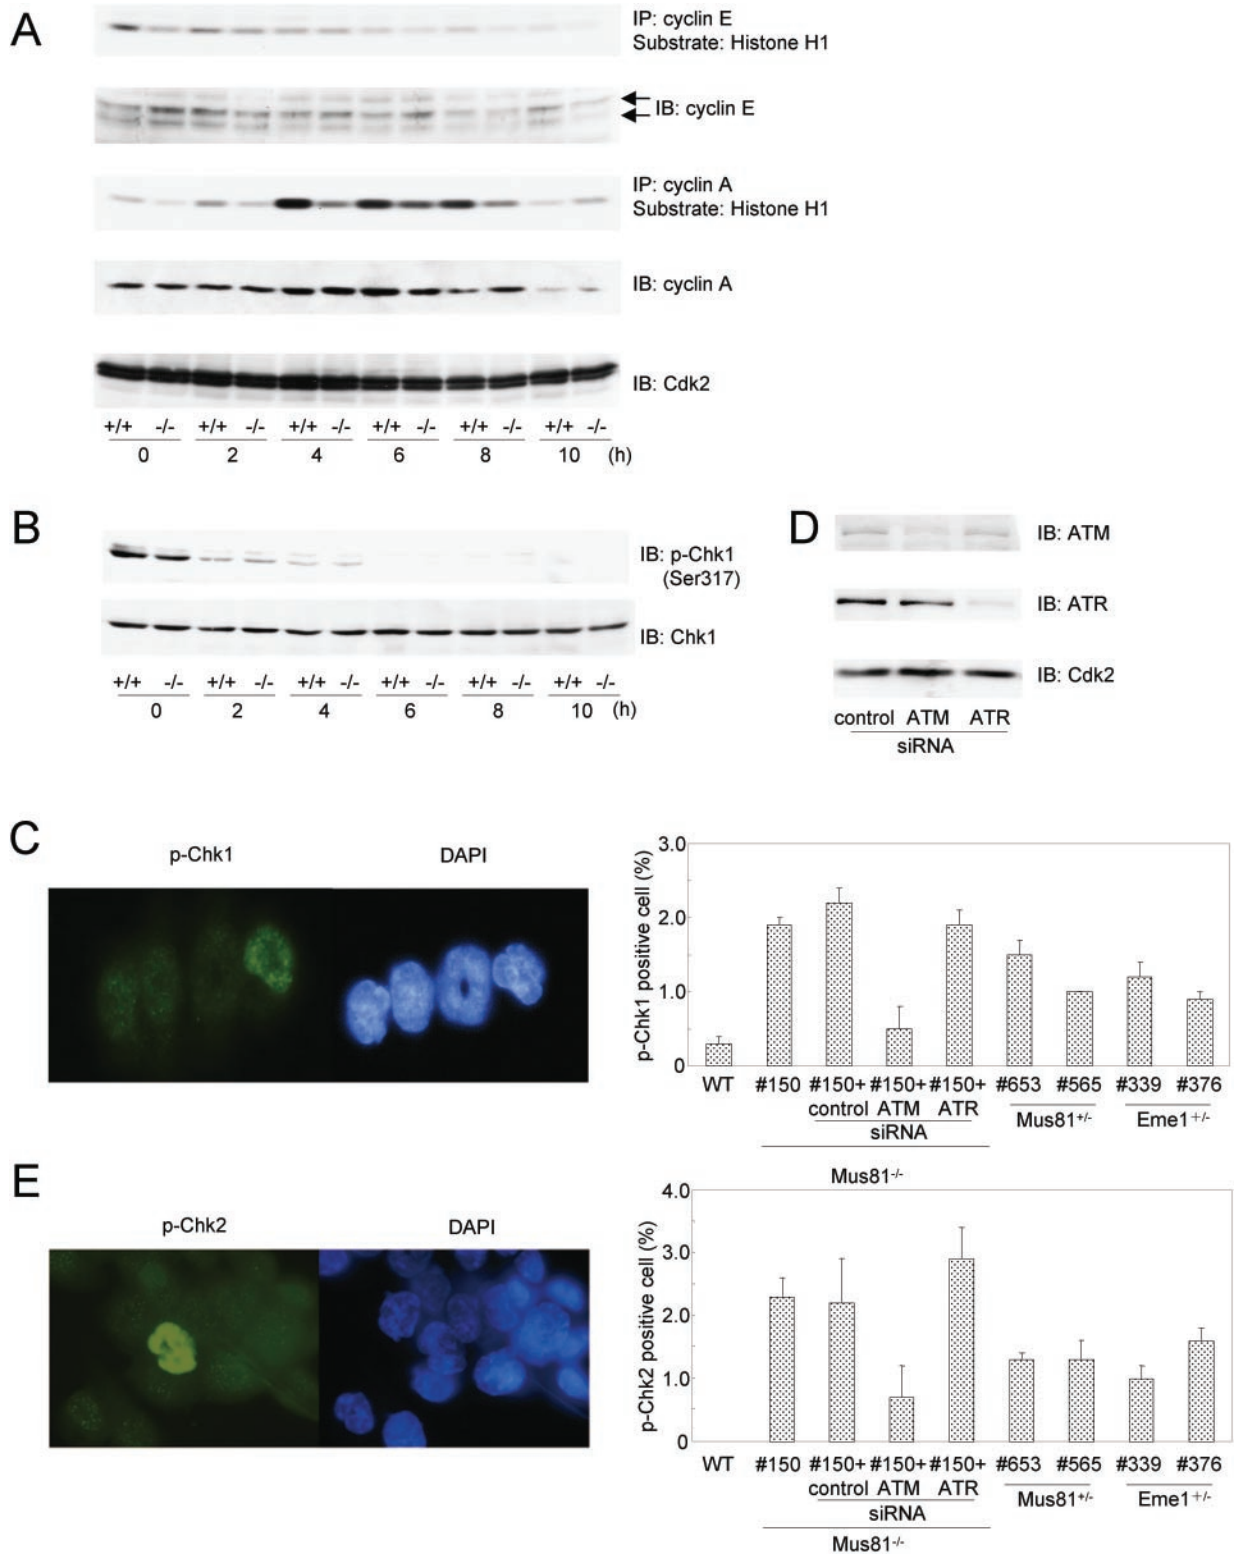 A
IP: cyclin E
Substrate: Histone H1
IB: cyclin E
IP: cyclin A
Substrate: Histone H1
IB: cyclin A
IB: Cdk2
+/+ -/- +/+ -/- +/+ -/- +/+ -/- +/+ -/- +/+ -/-
0 2 4 6 8 10 (h)
B
IB: p-Chk1
(Ser317)
IB: Chk1
+/+ -/- +/+ -/- +/+ -/- +/+ -/- +/+ -/- +/+ -/-
0 2 4 6 8 10 (h)
D
IB: ATM
IB: ATR
IB: Cdk2
control ATM ATR
siRNA
C
p-Chk1 DAPI
p-Chk1 positive cell (%)
3.0
2.0
1.0
0
WT #150 #150+ #150+ #150+ #653 #565 #339 #376
control ATM ATR Mus81+/- Eme1+/-
siRNA
Mus81-/-
E
p-Chk2 DAPI
p-Chk2 positive cell (%)
4.0
3.0
2.0
1.0
0
WT #150 #150+ #150+ #150+ #653 #565 #339 #376
control ATM ATR Mus81+/- Eme1+/-
siRNA
Mus81-/-